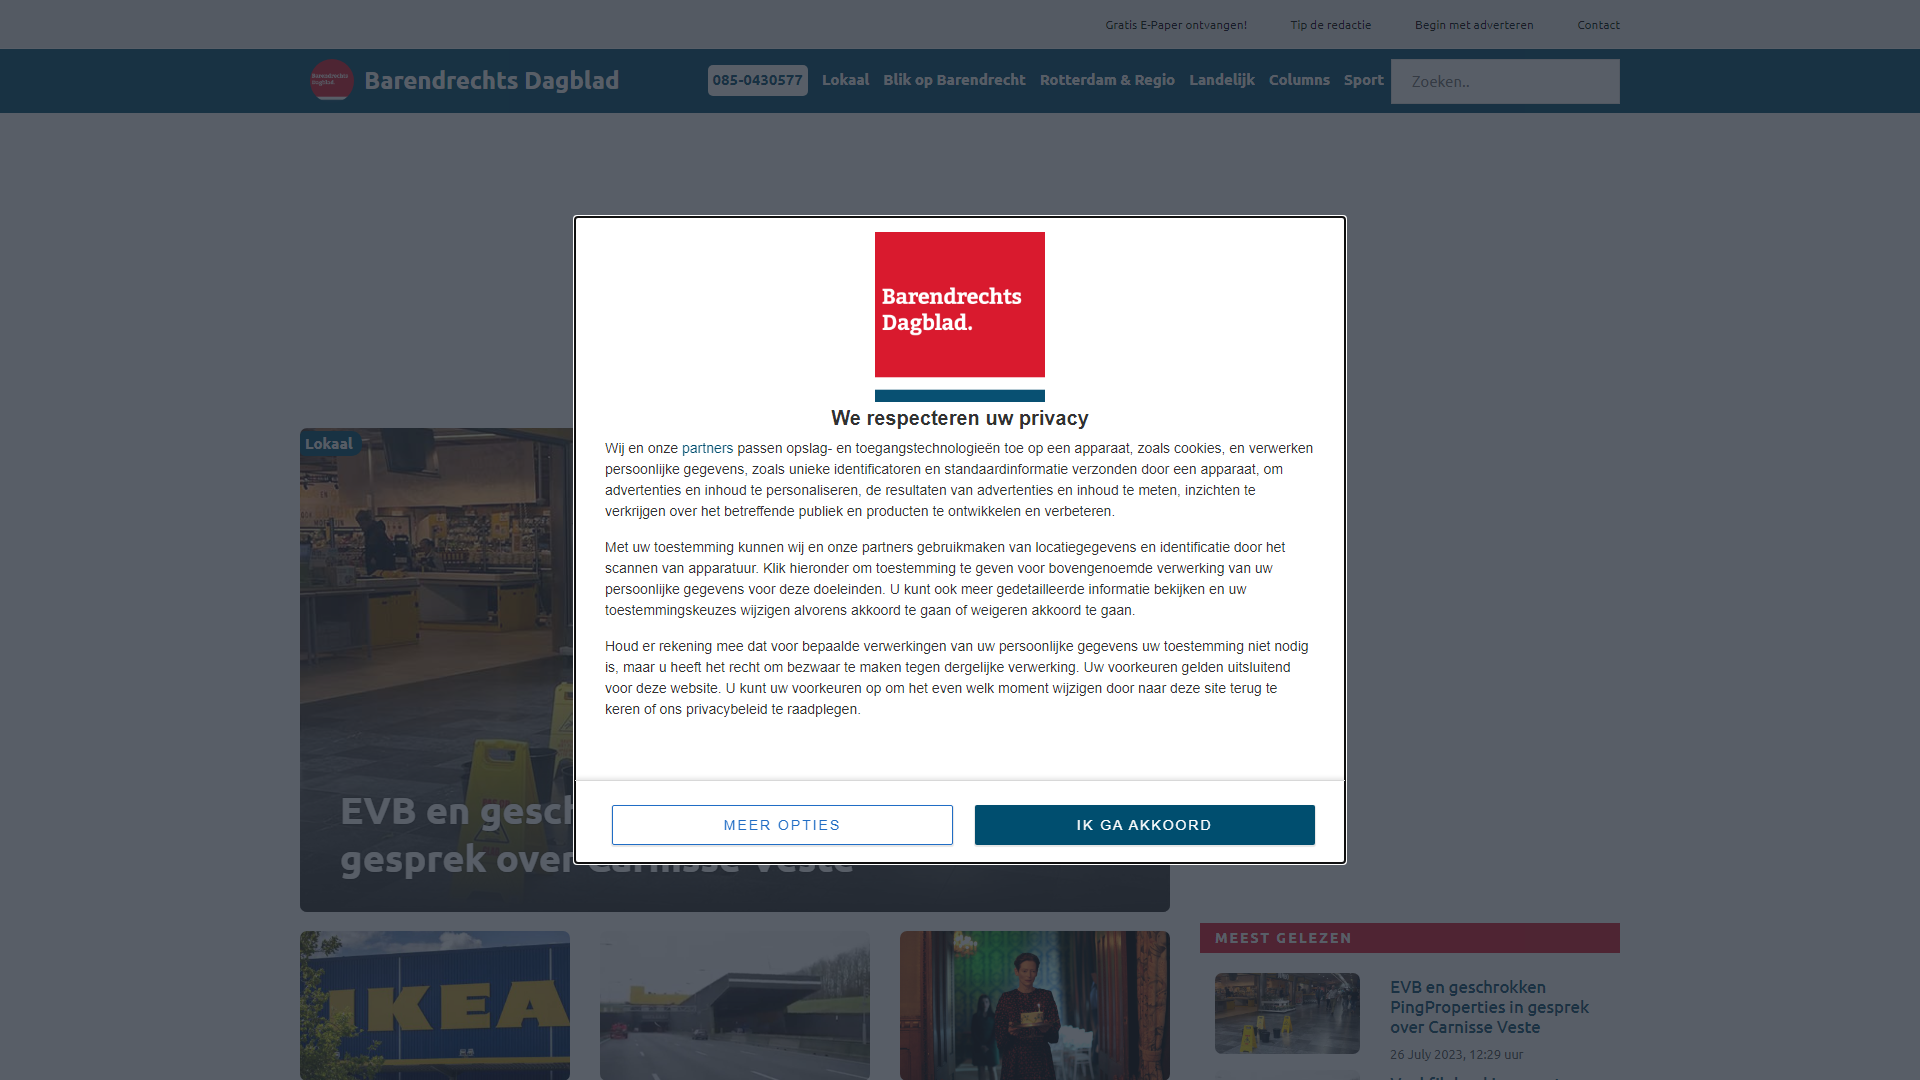 Gratis E-Paper ontvangen!
Tip de redactie
Begin met adverteren
Contact
Barendrechts Dagblad
085-0430577
Lokaal
Blik op Barendrecht
Rotterdam & Regio
Landelijk
Columns
Sport
Zoeken..
Barendrechts
Dagblad.
We respecteren uw privacy
Wij en onze partners passen opslag- en toegangstechnologieën toe op een apparaat, zoals cookies, en verwerken
persoonlijke gegevens, zoals unieke identificatoren en standaardinformatie verzonden door een apparaat, om
advertenties en inhoud te personaliseren, de resultaten van advertenties en inhoud te meten, inzichten te
verkrijgen over het betreffende publiek en producten te ontwikkelen en verbeteren.
Met uw toestemming kunnen wij en onze partners gebruikmaken van locatiegegevens en identificatie door het
scannen van apparatuur. Klik hieronder om toestemming te geven voor bovengenoemde verwerking van uw
persoonlijke gegevens voor deze doeleinden. U kunt ook meer gedetailleerde informatie bekijken en uw
toestemmingskeuzes wijzigen alvorens akkoord te gaan of weigeren akkoord te gaan.
Houd er rekening mee dat voor bepaalde verwerkingen van uw persoonlijke gegevens uw toestemming niet nodig
is, maar u heeft het recht om bezwaar te maken tegen dergelijke verwerking. Uw voorkeuren gelden uitsluitend
voor deze website. U kunt uw voorkeuren op om het even welk moment wijzigen door naar deze site terug te
keren of ons privacybeleid te raadplegen.
MEER OPTIES
IK GA AKKOORD
Lokaal
EVB en gesch
gesprek over Carnisse Veste
IKEA
MEEST GELEZEN
EVB en geschrokken
PingProperties in gesprek
over Carnisse Veste
26 July 2023, 12:29 uur